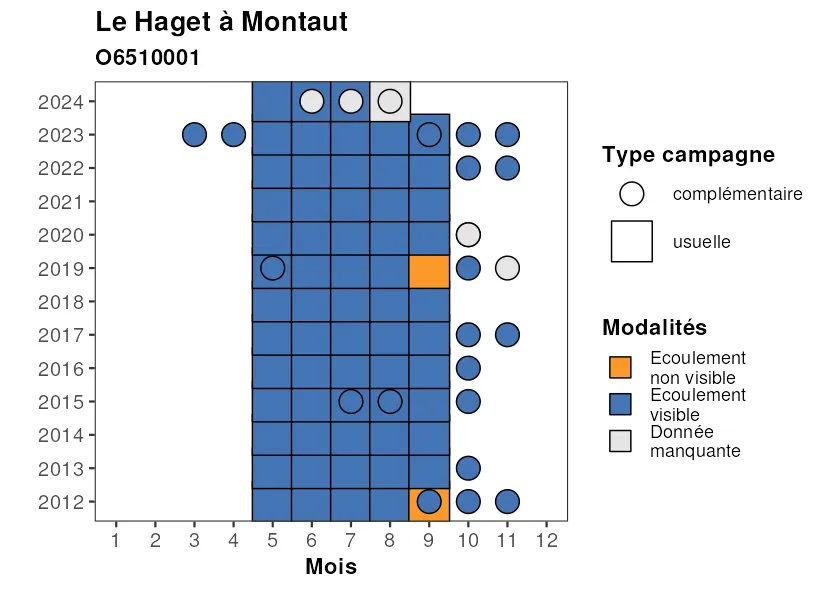 Le Haget à Montaut
O6510001
2024
2023
2022
2021
2020
2019
2018
2017
2016
2015
2014
2013
2012
1 2 3 4 5 6 7 8 9 10 11 12
Mois
Type campagne
complémentaire
usuelle
Modalités
Ecoulement
non visible
Ecoulement
visible
Donnée
manquante